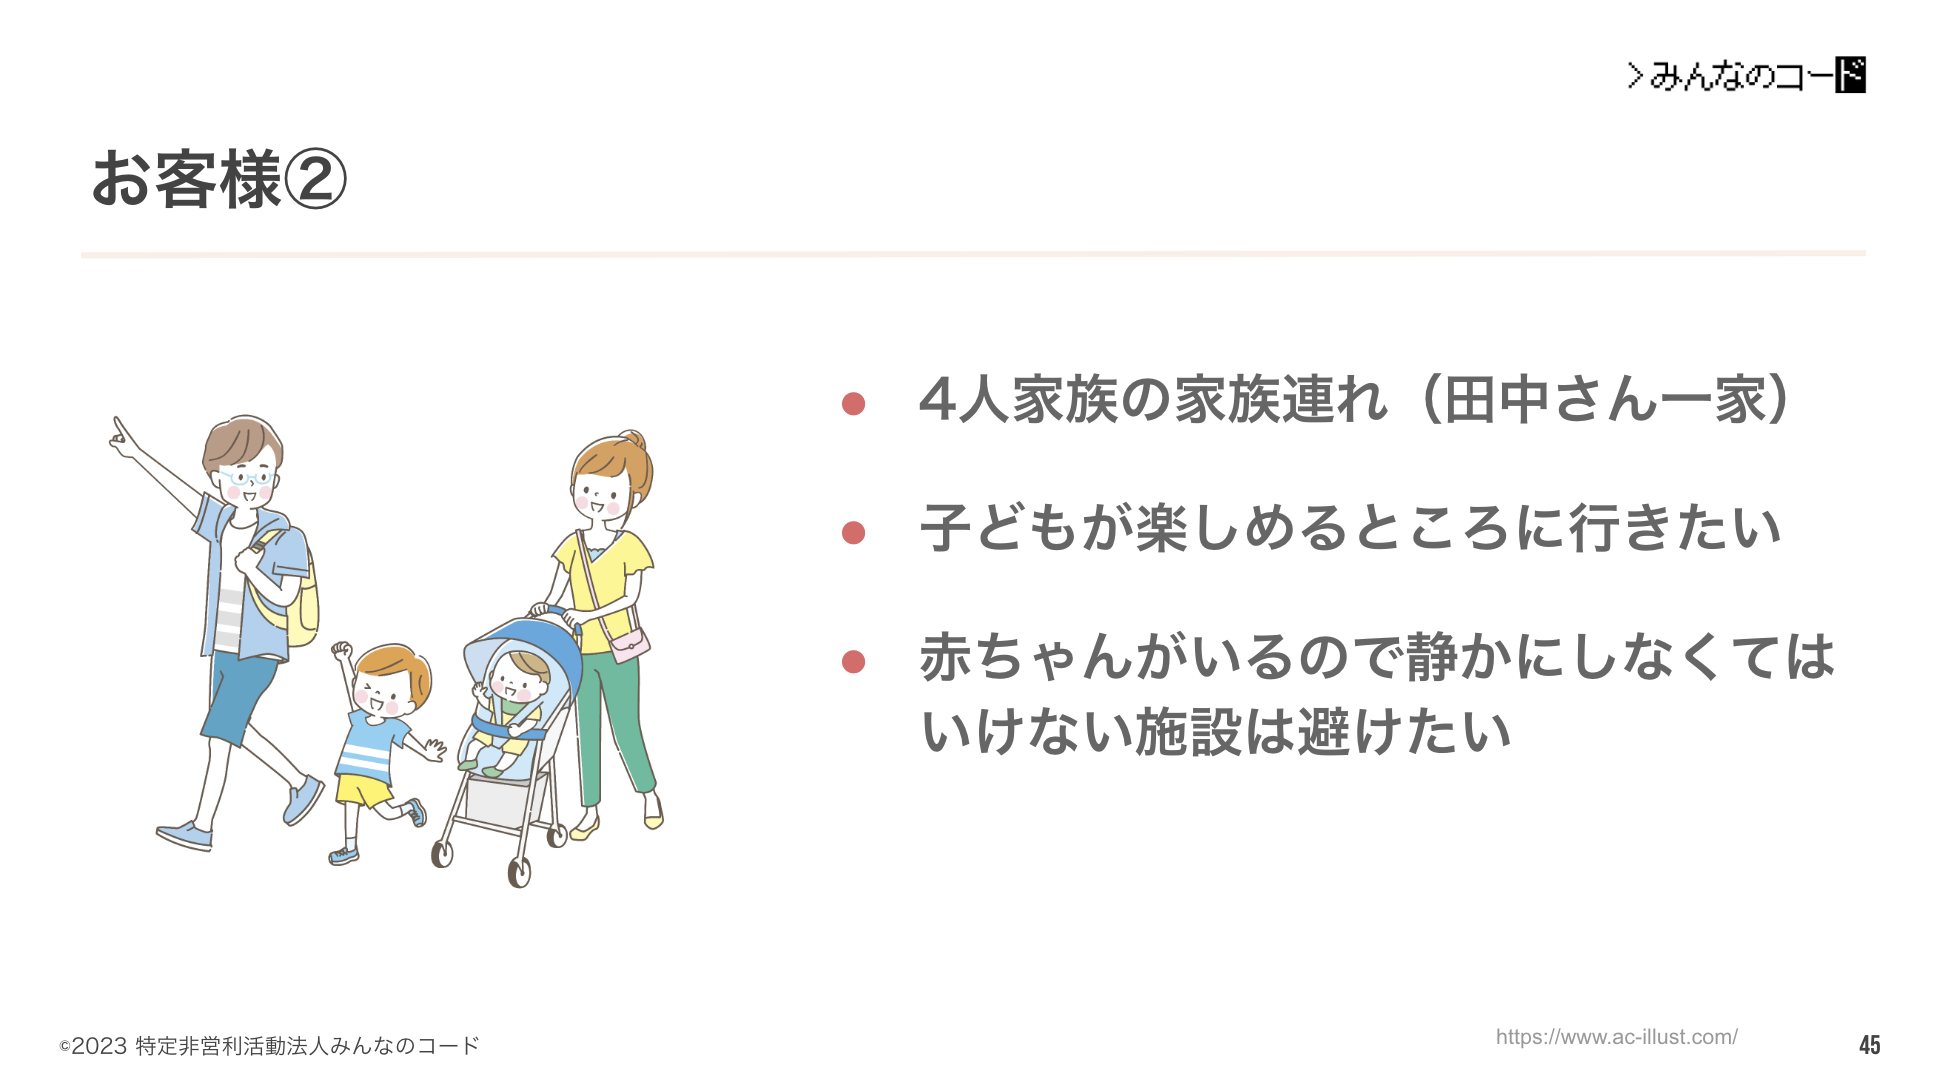 >みんなのコード
お客様②
● 4人家族の家族連れ（田中さん一家）
● 子どもが楽しめるところに行きたい
● 赤ちゃんがいるので静かにしなくては
いけない施設は避けたい
©2023 特定非営利活動法人みんなのコード
https://www.ac-illust.com/
45